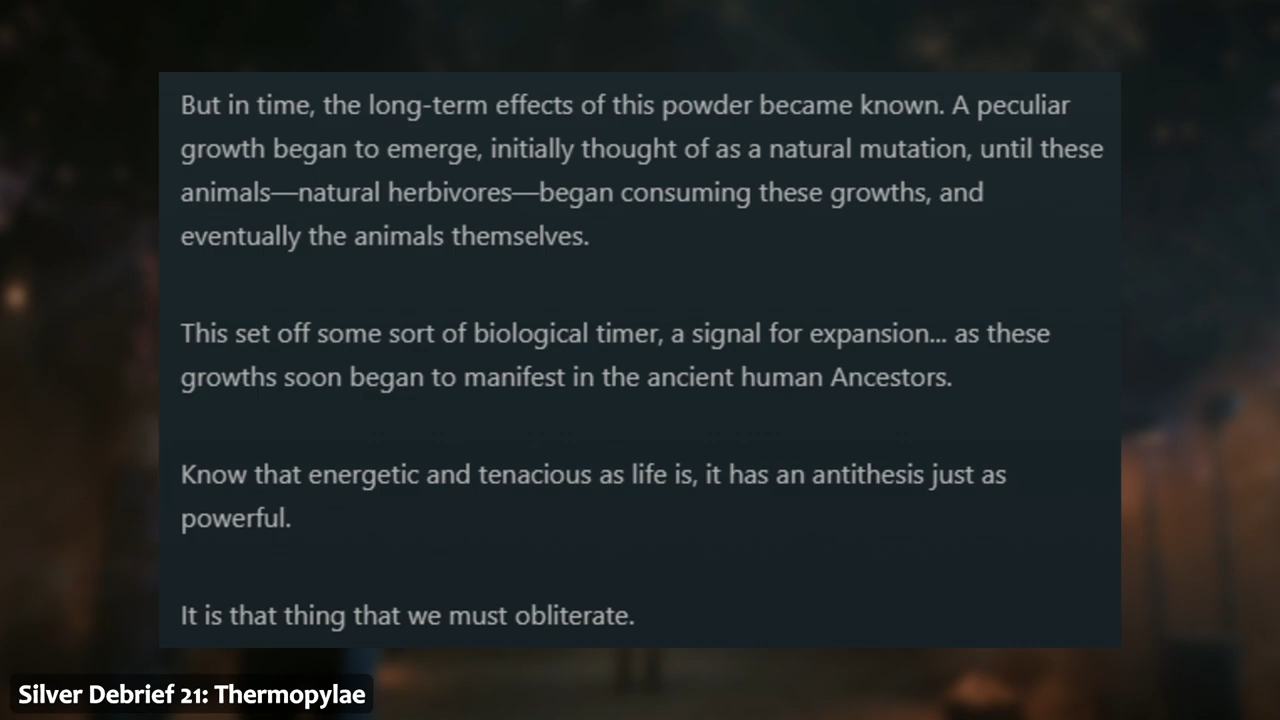 But in time, the long-term effects of this powder became known. A peculiar
growth began to emerge, initially thought of as a natural mutation, until these
animals—natural herbivores—began consuming these growths, and
eventually the animals themselves.
This set off some sort of biological timer, a signal for expansion... as these
growths soon began to manifest in the ancient human Ancestors.
Know that energetic and tenacious as life is, it has an antithesis just as
powerful.
It is that thing that we must obliterate.
Silver Debrief 21: Thermopylae